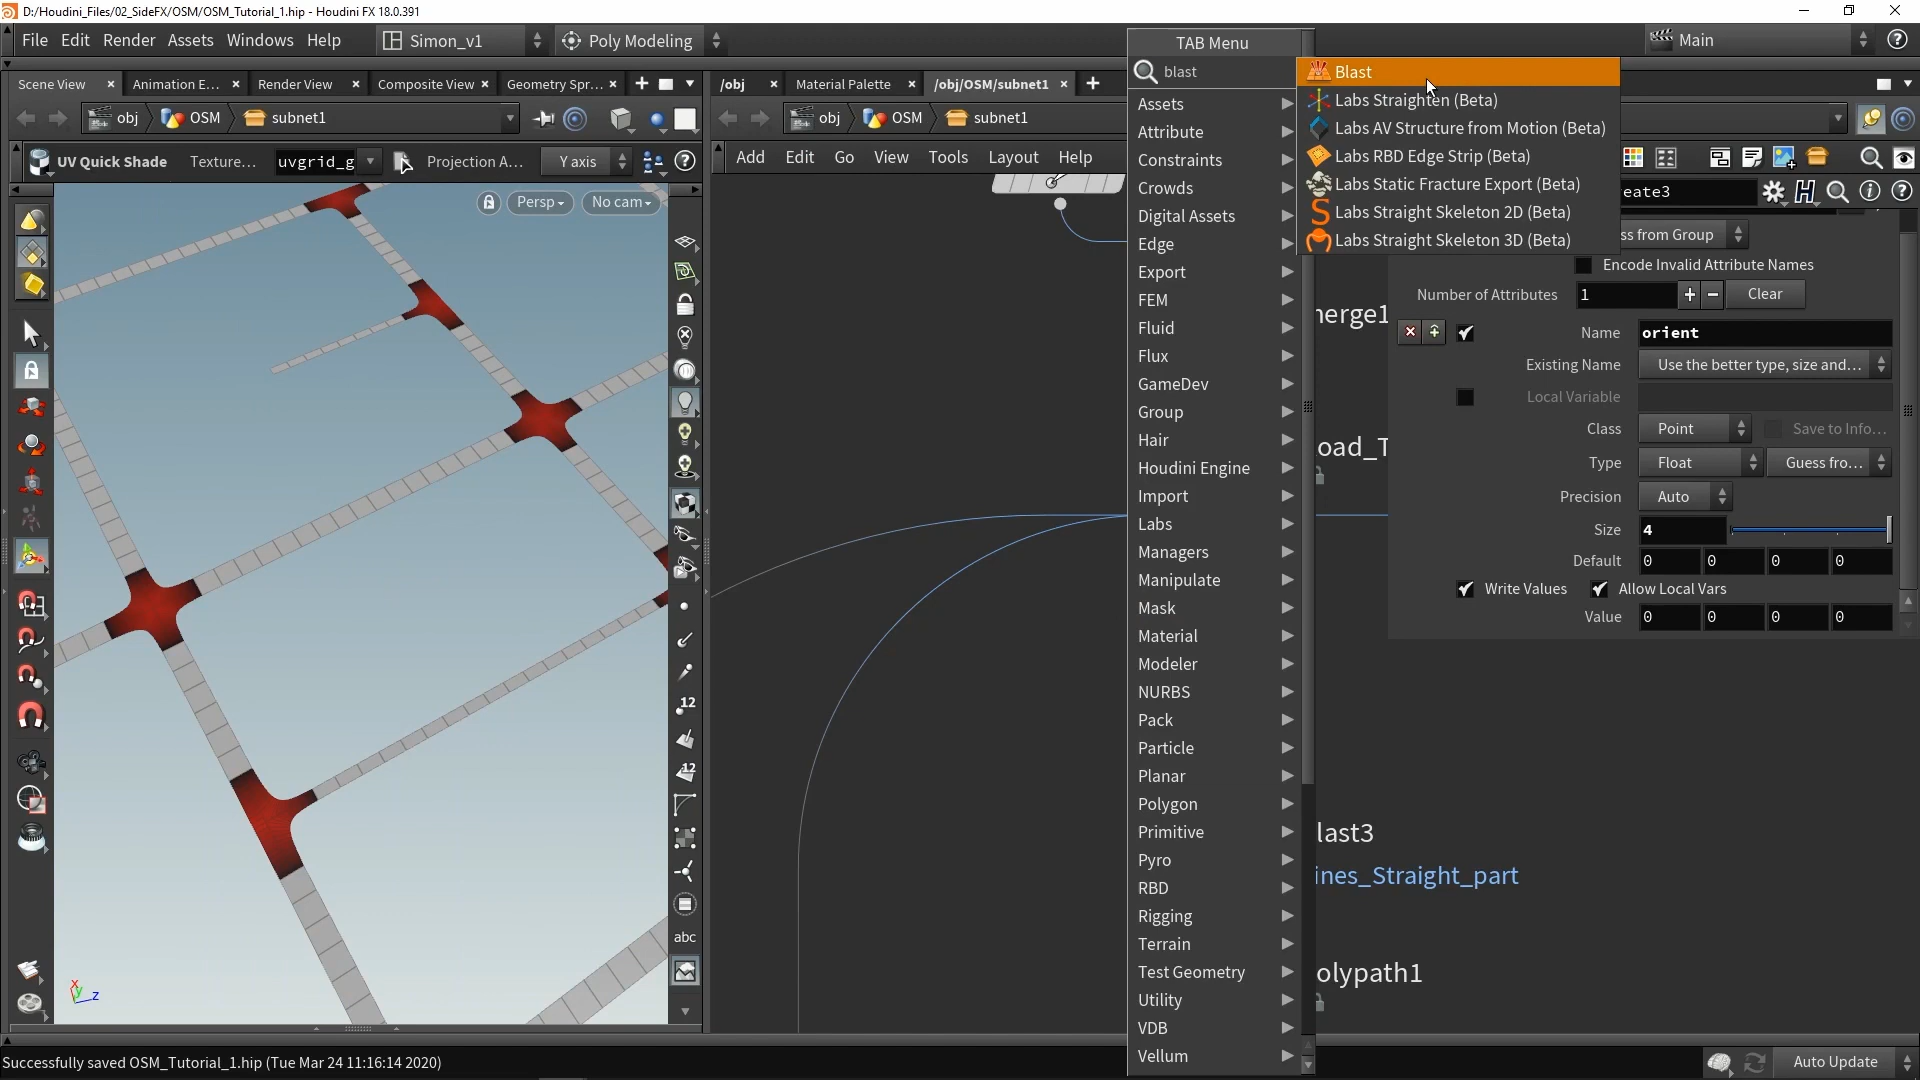 D:/Houdini_Files/02_SideFX/OSM/OSM_Tutorial_1.hip - Houdini FX 18.0.391
File Edit Render Assets Windows Help Simon_v1 Poly Modeling Main
Scene View Animation E... Render View Composite View Geometry Spr...
/obj Material Palette /obj/OSM/subnet1
obj OSM subnet1
obj OSM subnet1
UV Quick Shade Texture... uvgrid_g Projection A... Y axis
Add Edit Go View Tools Layout Help
Persp No cam
12
12
abc
x y z
TAB Menu
blast
Assets
Attribute
Constraints
Crowds
Digital Assets
Edge
Export
FEM
Fluid
Flux
GameDev
Group
Hair
Houdini Engine
Import
Labs
Managers
Manipulate
Mask
Material
Modeler
NURBS
Pack
Particle
Planar
Polygon
Primitive
Pyro
RBD
Rigging
Terrain
Test Geometry
Utility
VDB
Vellum
Blast
Labs Straighten (Beta)
Labs AV Structure from Motion (Beta)
Labs RBD Edge Strip (Beta)
Labs Static Fracture Export (Beta)
Labs Straight Skeleton 2D (Beta)
Labs Straight Skeleton 3D (Beta)
reate3
ss from Group
Encode Invalid Attribute Names
Number of Attributes 1 Clear
Name orient
Existing Name Use the better type, size and...
Local Variable
Class Point Save to Info...
Type Float Guess fro...
Precision Auto
Size 4
Default 0 0 0 0
Write Values Allow Local Vars
Value 0 0 0 0
nerge1
oad_T
last3
ines_Straight_part
olypath1
Successfully saved OSM_Tutorial_1.hip (Tue Mar 24 11:16:14 2020)
Auto Update